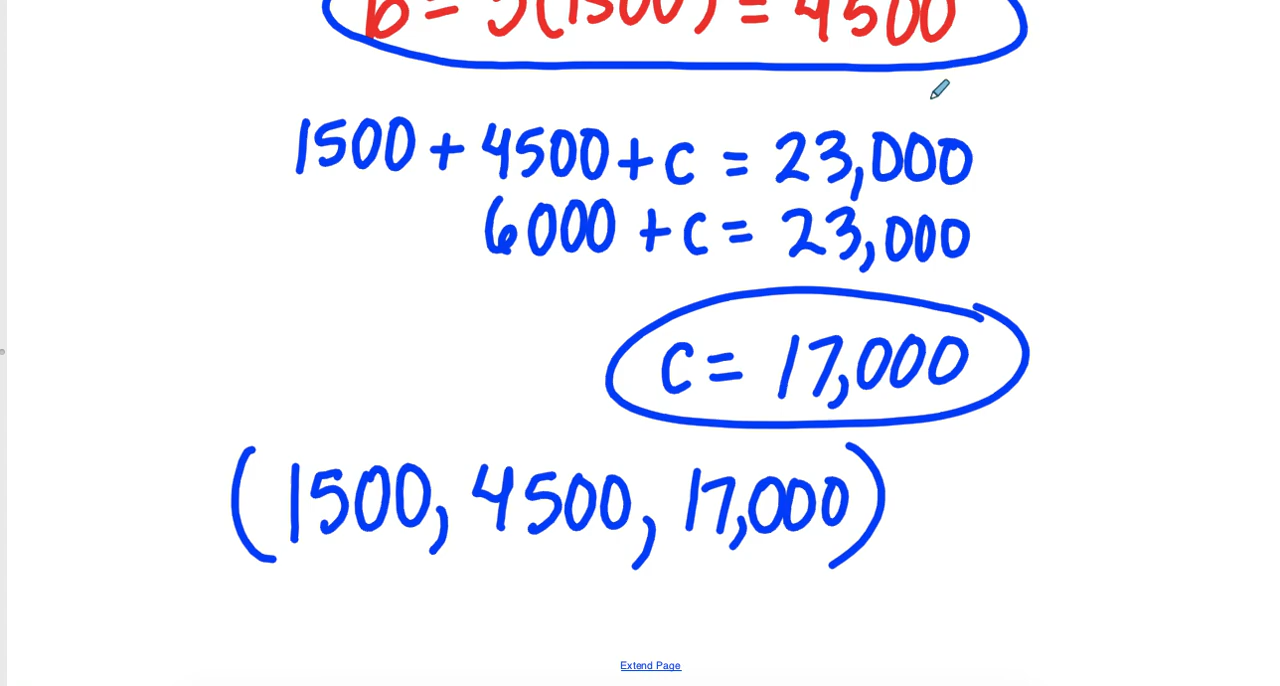 b = 3(1500) = 4500
1500 + 4500 + c = 23,000
6000 + c = 23,000
c = 17,000
(1500, 4500, 17,000)
Extend Page